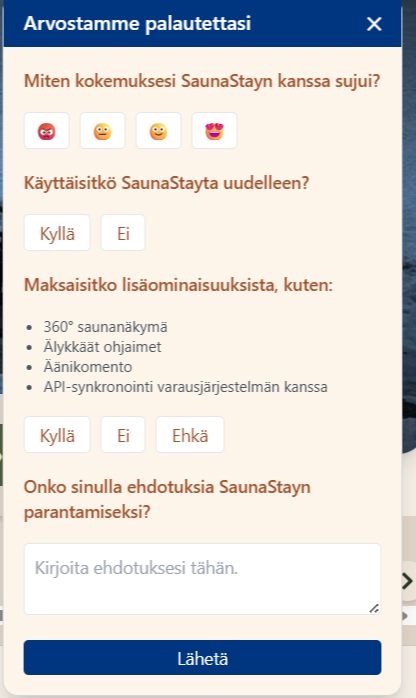 Arvostamme palautettasi
Miten kokemuksesi SaunaStayn kanssa sujui?
Käyttäisitkö SaunaStayta uudelleen?
Kyllä
Ei
Maksaisitko lisäominaisuuksista, kuten:
360° saunanäkymä
Älykkäät ohjaimet
Äänikomento
API-synkronointi varausjärjestelmän kanssa
Kyllä
Ei
Ehkä
Onko sinulla ehdotuksia SaunaStayn
parantamiseksi?
Kirjoita ehdotuksesi tähän.
Lähetä